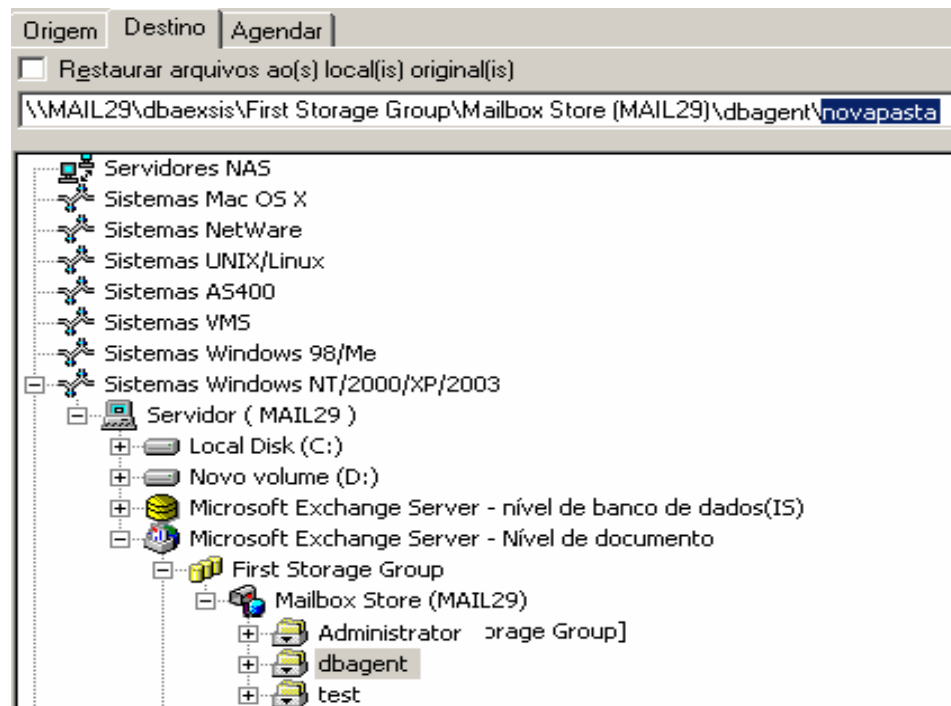 Origem Destino Agendar
Restaurar arquivos ao(s) local(is) original(is)
\\MAIL29\dbaexsis\First Storage Group\Mailbox Store (MAIL29)\dbagent\novapasta
Servidores NAS
Sistemas Mac OS X
Sistemas NetWare
Sistemas UNIX/Linux
Sistemas AS400
Sistemas VMS
Sistemas Windows 98/Me
Sistemas Windows NT/2000/XP/2003
Servidor ( MAIL29 )
Local Disk (C:)
Novo volume (D:)
Microsoft Exchange Server - nível de banco de dados(IS)
Microsoft Exchange Server - Nível de documento
First Storage Group
Mailbox Store (MAIL29)
Administrator orage Group]
dbagent
test